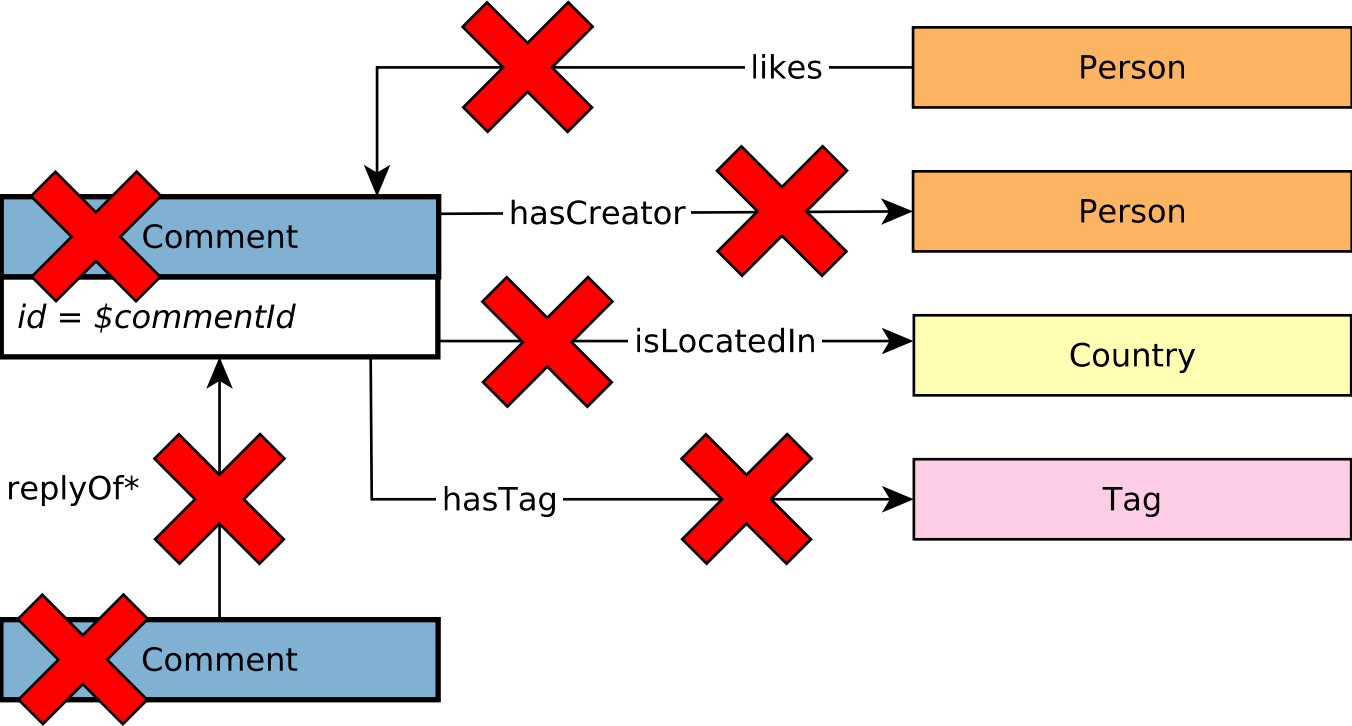 likes
Person
Comment
hasCreator
Person
id = $commentId
isLocatedIn
Country
replyOf*
hasTag
Tag
Comment